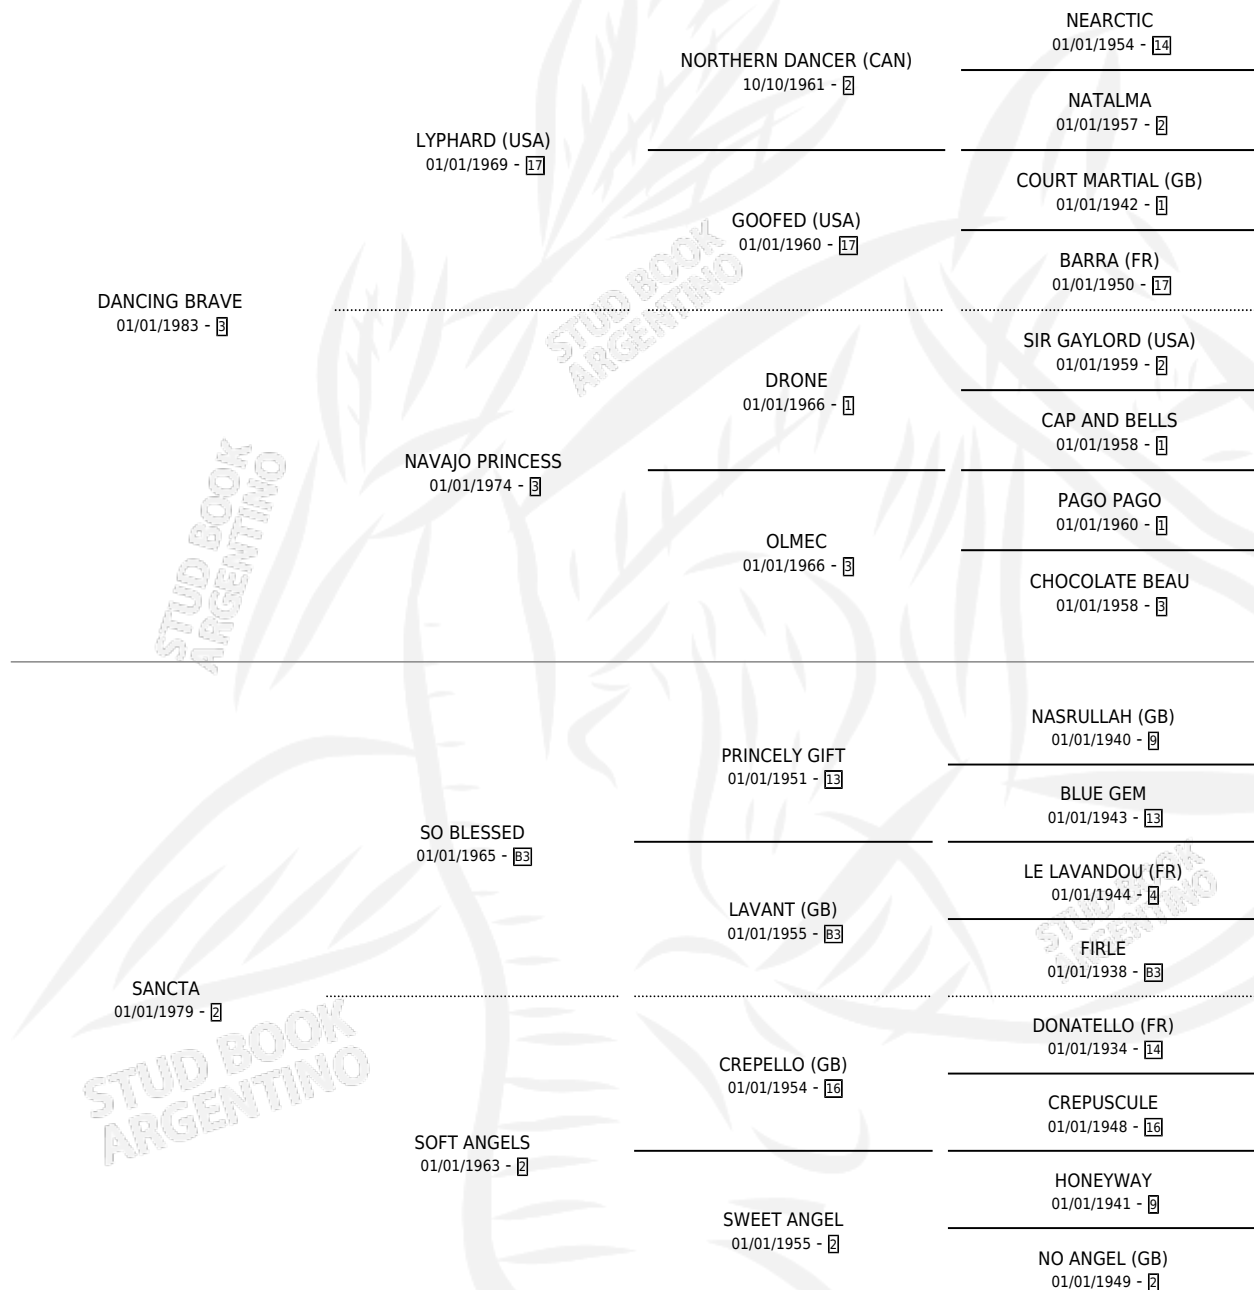 NEARCTIC
01/01/1954 - 14
NORTHERN DANCER (CAN)
10/10/1961 - 2
NATALMA
01/01/1957 - 2
LYPHARD (USA)
01/01/1969 - 17
COURT MARTIAL (GB)
01/01/1942 - 1
GOOFED (USA)
01/01/1960 - 17
BARRA (FR)
01/01/1950 - 17
DANCING BRAVE
01/01/1983 - 3
STUD BOOK
ARGENTINO
SIR GAYLORD (USA)
01/01/1959 - 2
DRONE
01/01/1966 - 1
CAP AND BELLS
01/01/1958 - 1
NAVAJO PRINCESS
01/01/1974 - 3
PAGO PAGO
01/01/1960 - 1
OLMEC
01/01/1966 - 3
CHOCOLATE BEAU
01/01/1958 - 3
STUD BOOK
ARGENTINO
NASRULLAH (GB)
01/01/1940 - 9
PRINCELY GIFT
01/01/1951 - 13
BLUE GEM
01/01/1943 - 13
SO BLESSED
01/01/1965 - B3
LE LAVANDOU (FR)
01/01/1944 - 4
LAVANT (GB)
01/01/1955 - B3
STUD BOOK
ARGENTINO
FIRLE
01/01/1938 - B3
SANCTA
01/01/1979 - 2
DONATELLO (FR)
01/01/1934 - 14
CREPELLO (GB)
01/01/1954 - 16
CREPUSCULE
01/01/1948 - 16
STUD BOOK
ARGENTINO
SOFT ANGELS
01/01/1963 - 2
HONEYWAY
01/01/1941 - 9
SWEET ANGEL
01/01/1955 - 2
NO ANGEL (GB)
01/01/1949 - 2